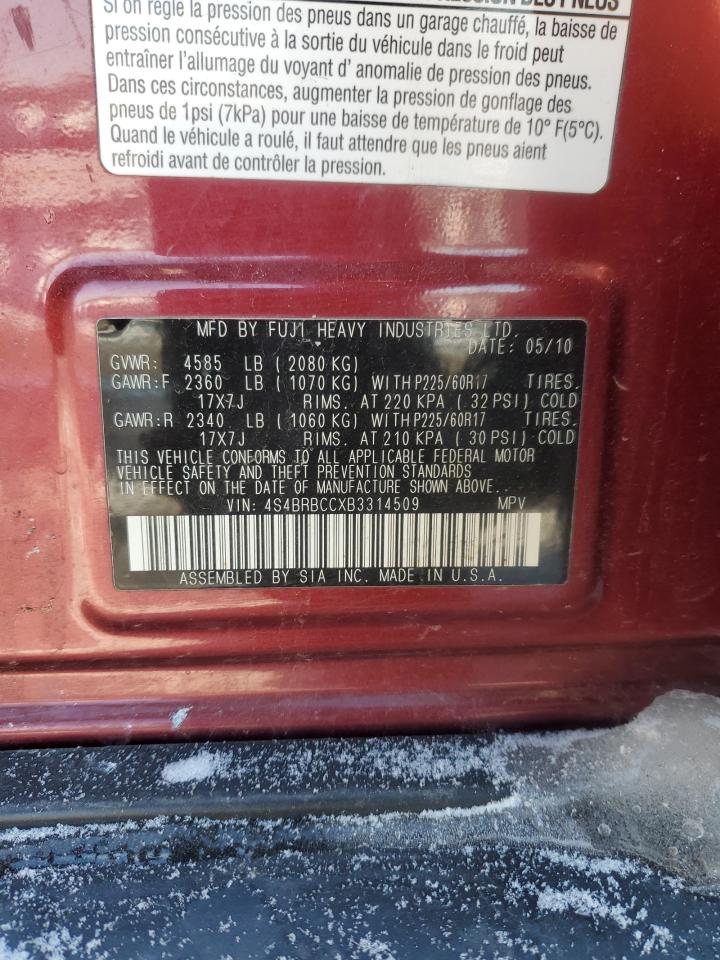 Si on règle la pression des pneus dans un garage chauffé, la baisse de
pression consécutive à la sortie du véhicule dans le froid peut
entraîner l'allumage du voyant d' anomalie de pression des pneus.
Dans ces circonstances, augmenter la pression de gonflage des
pneus de 1psi (7kPa) pour une baisse de température de 10° F(5°C).
Quand le véhicule a roulé, il faut attendre que les pneus aient
refroidi avant de contrôler la pression.
MFD BY FUJI HEAVY INDUSTRIES LTD.
DATE: 05/10
GVWR: 4585 LB (2080 KG)
GAWR:F 2360 LB (1070 KG) WITH P225/60R17 TIRES.
17X7J RIMS. AT 220 KPA (32 PSI) COLD
GAWR:R 2340 LB (1060 KG) WITH P225/60R17 TIRES.
17X7J RIMS. AT 210 KPA (30 PSI) COLD
THIS VEHICLE CONFORMS TO ALL APPLICABLE FEDERAL MOTOR
VEHICLE SAFETY AND THEFT PREVENTION STANDARDS
IN EFFECT ON THE DATE OF MANUFACTURE SHOWN ABOVE..
VIN: 4S4BRBCCXB3314509 MPV
ASSEMBLED BY SIA INC. MADE IN U.S.A.